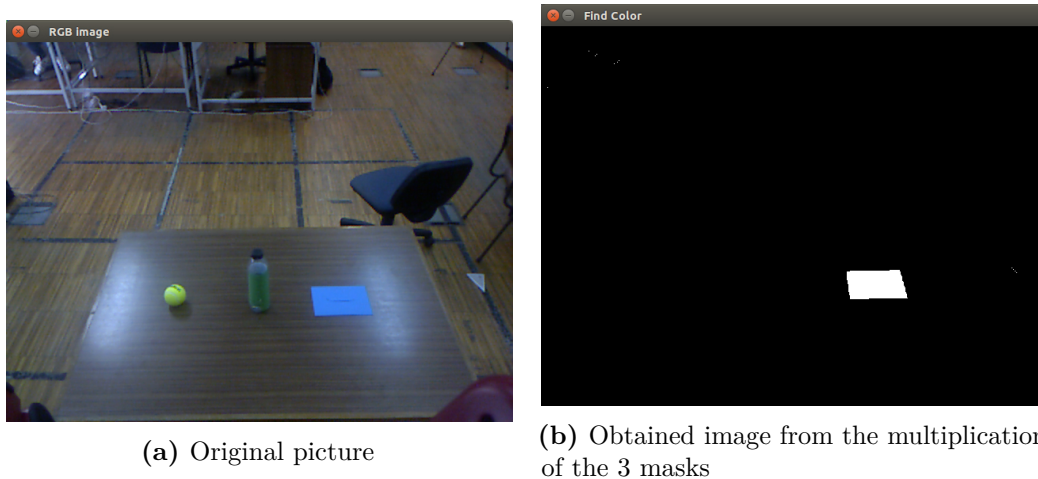 RGB image
Find Color
(a) Original picture
(b) Obtained image from the multiplication
of the 3 masks